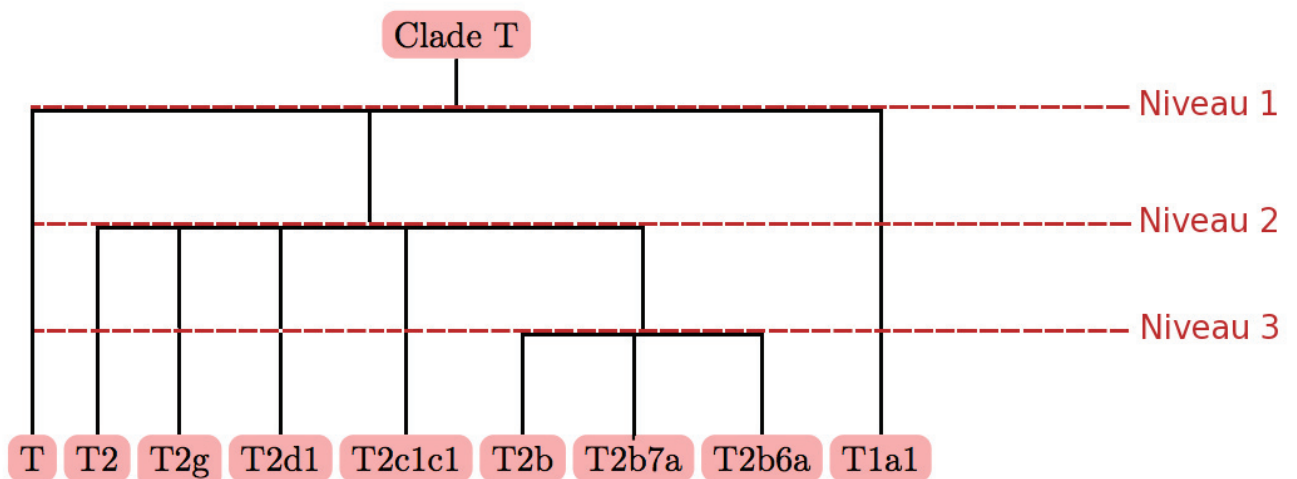 Clade T
Niveau 1
Niveau 2
Niveau 3
T T2 T2g T2d1 T2c1c1 T2b T2b7a T2b6a T1a1